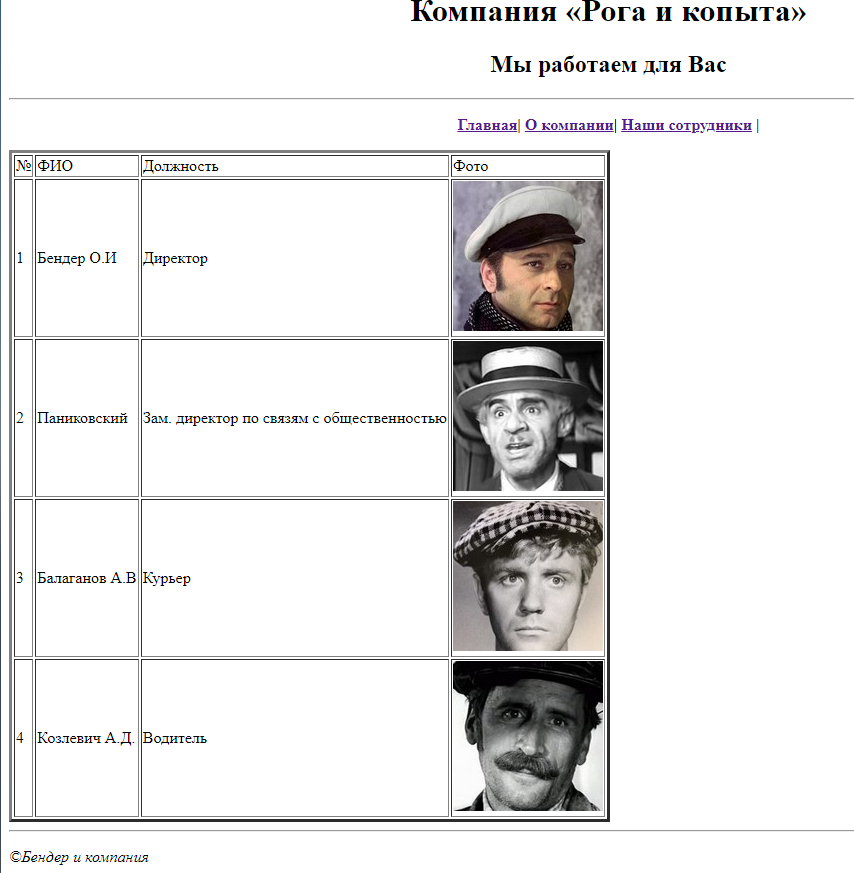 Компания «Рога и копыта»
Мы работаем для Вас
Главная| О компании| Наши сотрудники |
№ ФИО Должность Фото
1 Бендер О.И Директор
2 Паниковский Зам. директор по связям с общественностью
3 Балаганов А.В Курьер
4 Козлевич А.Д. Водитель
©Бендер и компания